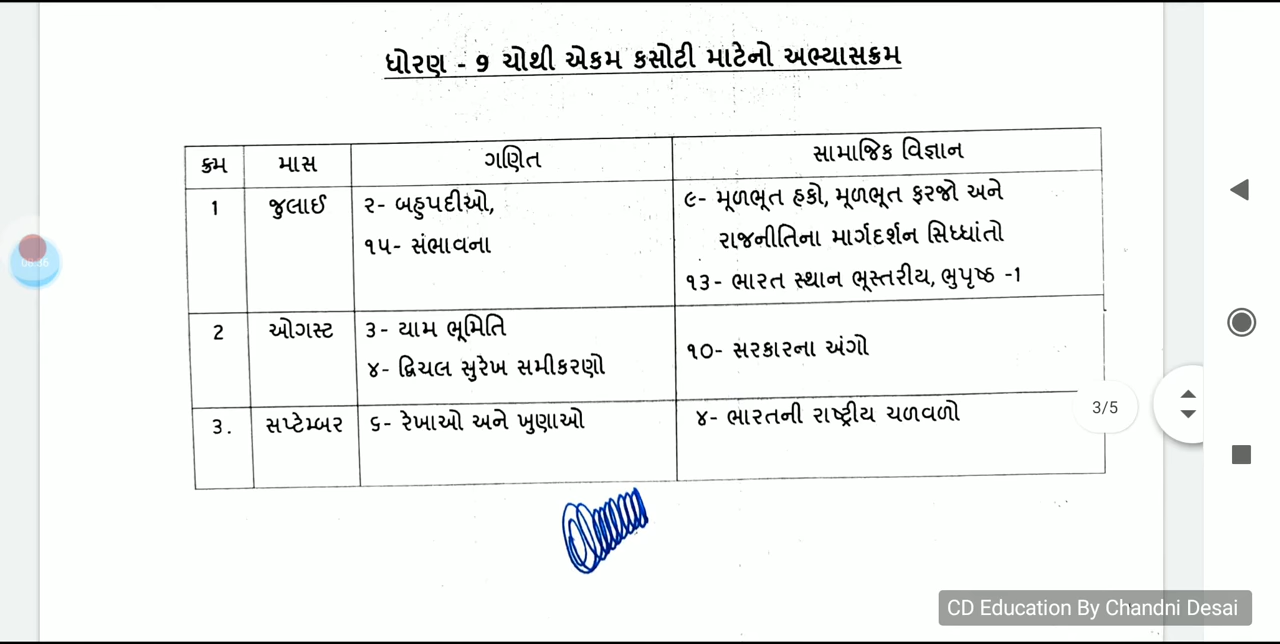 ધોરણ - 9 ચોથી એકમ કસોટી માટેનો અભ્યાસક્રમ
ક્રમ માસ ગણિત સામાજિક વિજ્ઞાન
1 જુલાઈ ૨- બહુપદીઓ, ૯- મૂળભૂત હકો, મૂળભૂત ફરજો અને
૧૫- સંભાવના રાજનીતિના માર્ગદર્શન સિધ્ધાંતો
૧૩- ભારત સ્થાન ભૂસ્તરીય, ભુપૃષ્ઠ -1
2 ઓગસ્ટ ૩- યામ ભૂમિતિ
૪- દ્વિચલ સુરેખ સમીકરણો ૧૦- સરકારના અંગો
3. સપ્ટેમ્બર ૬- રેખાઓ અને ખુણાઓ ૪- ભારતની રાષ્ટ્રીય ચળવળો
3/5
CD Education By Chandni Desai